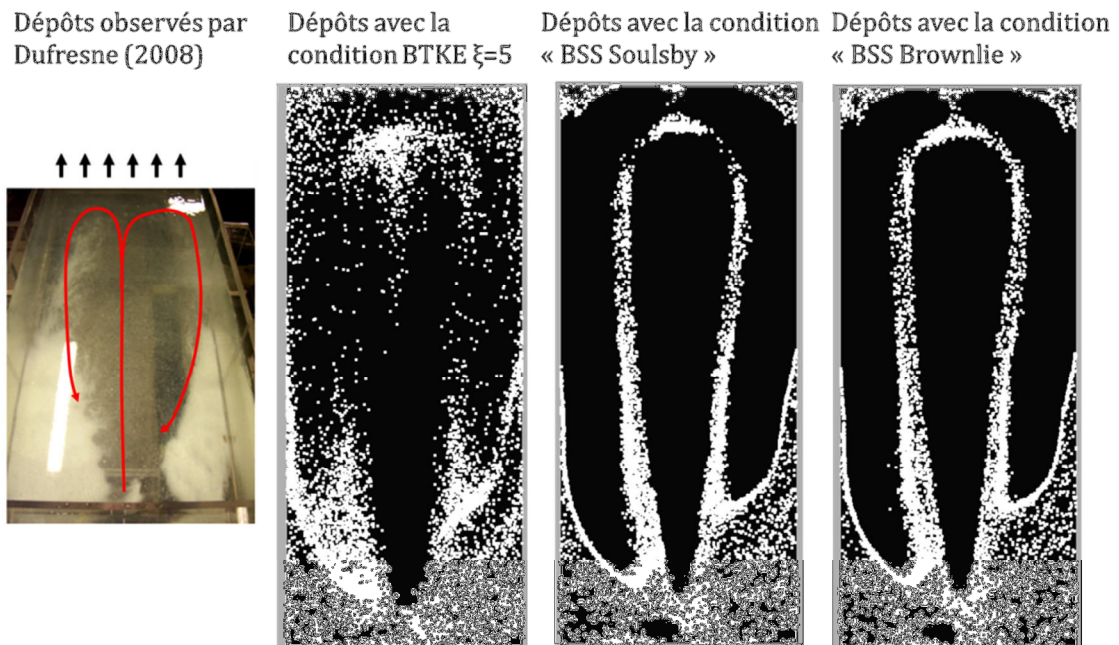 Dépôts observés par
Dufresne (2008)
Dépôts avec la
condition BTKE ξ=5
Dépôts avec la condition
« BSS Soulsby »
Dépôts avec la condition
« BSS Brownlie »